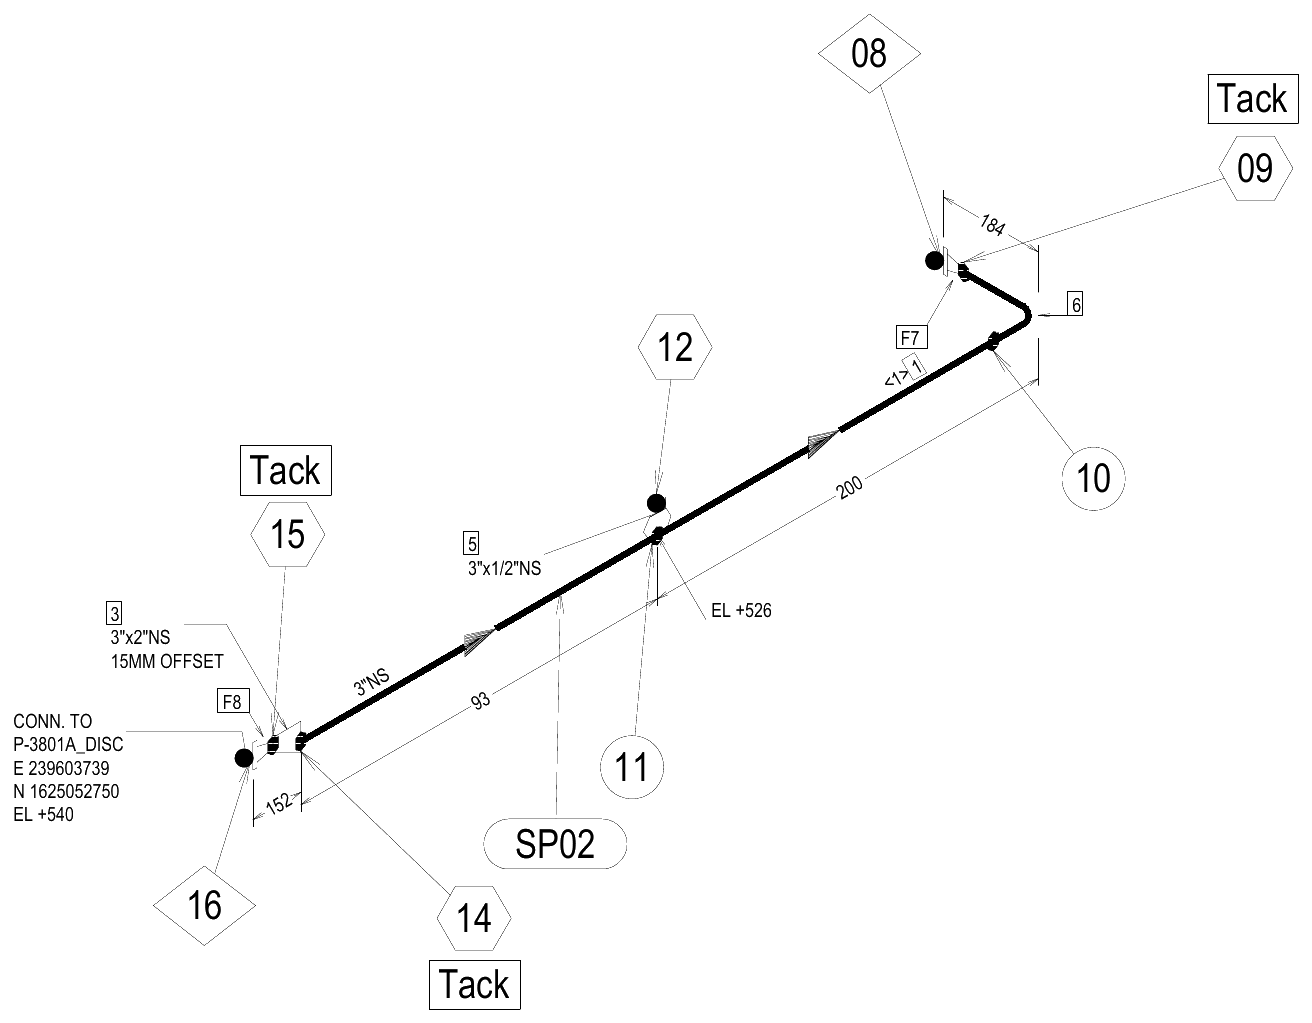 08
Tack
09
184
6
F7
12
<1> 1
Tack
15
200
10
5
3"x1/2"NS
EL +526
3
3"x2"NS
15MM OFFSET
3"NS
F8
93
CONN. TO
P-3801A_DISC
E 239603739
N 1625052750
EL +540
11
152
SP02
16
14
Tack